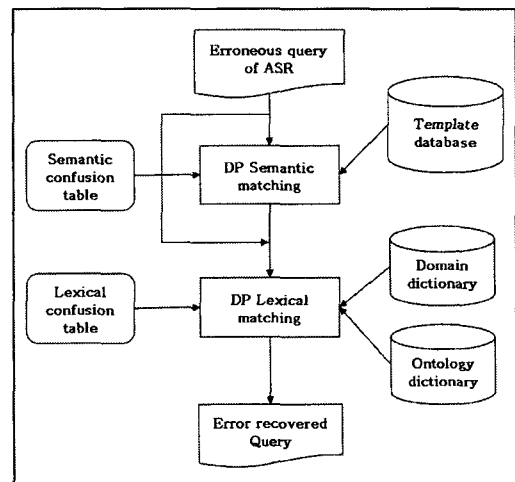 Erroneous query
of ASR
Template
database
Semantic
confusion
table
DP Semantic
matching
Domain
dictionary
Lexical
confusion
table
DP Lexical
matching
Ontology
dictionary
Error recovered
Query